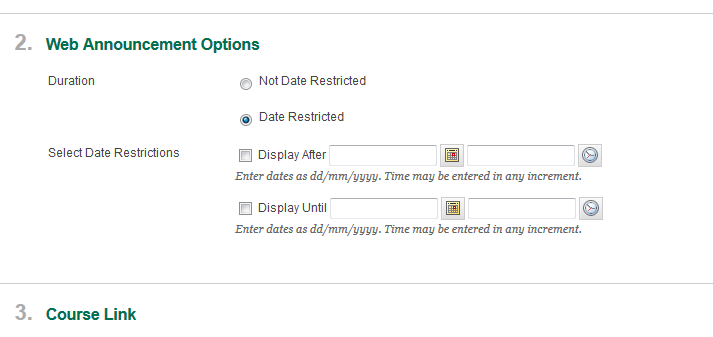 2. Web Announcement Options
Duration
Not Date Restricted
Date Restricted
Select Date Restrictions
Display After
Enter dates as dd/mm/yyyy. Time may be entered in any increment.
Display Until
Enter dates as dd/mm/yyyy. Time may be entered in any increment.
3. Course Link